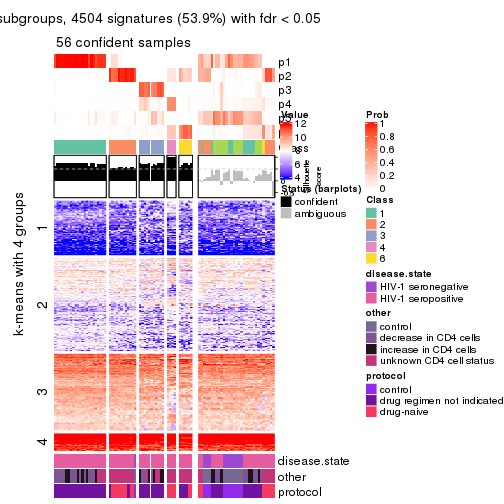 subgroups, 4504 signatures (53.9%) with fdr < 0.05
56 confident samples
p1
p2
p3
p4
k-means with 4 groups
1
2
3
4
disease.state
other
protocol
Value
12
10
8
6
4
Status (barplots)
confident
ambiguous
silhouette
score
Prob
1
0.8
0.6
0.4
0.2
0
Class
1
2
3
4
6
disease.state
HIV-1 seronegative
HIV-1 seropositive
other
control
decrease in CD4 cells
increase in CD4 cells
unknown CD4 cell status
protocol
control
drug regimen not indicated
drug-naive